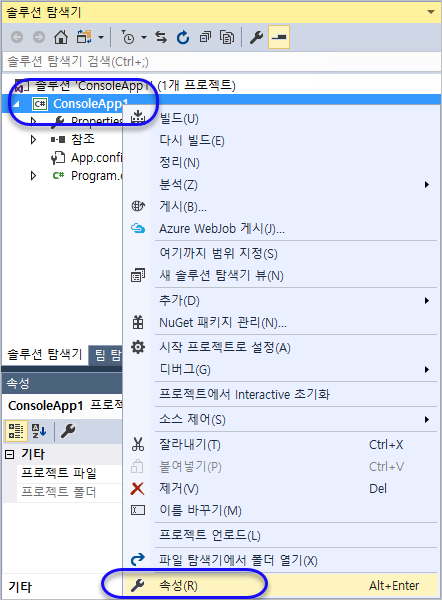 솔루션 탐색기
솔루션 탐색기 검색(Ctrl+;)
솔루션 'ConsoleApp1' (1개 프로젝트)
C# ConsoleApp1
Properties
빌드(U)
참조
다시 빌드(E)
App.confi
정리(N)
C# Program.c
분석(Z)
게시(B)...
Azure WebJob 게시(J)...
여기까지 범위 지정(S)
새 솔루션 탐색기 뷰(N)
추가(D)
NuGet 패키지 관리(N)...
시작 프로젝트로 설정(A)
솔루션 탐색기 팀 탐
디버그(G)
속성
프로젝트에서 Interactive 초기화
ConsoleApp1 프로젝
소스 제어(S)
잘라내기(T) Ctrl+X
기타
붙여넣기(P) Ctrl+V
프로젝트 파일
제거(V) Del
프로젝트 폴더
이름 바꾸기(M)
프로젝트 언로드(L)
파일 탐색기에서 폴더 열기(X)
기타
속성(R) Alt+Enter